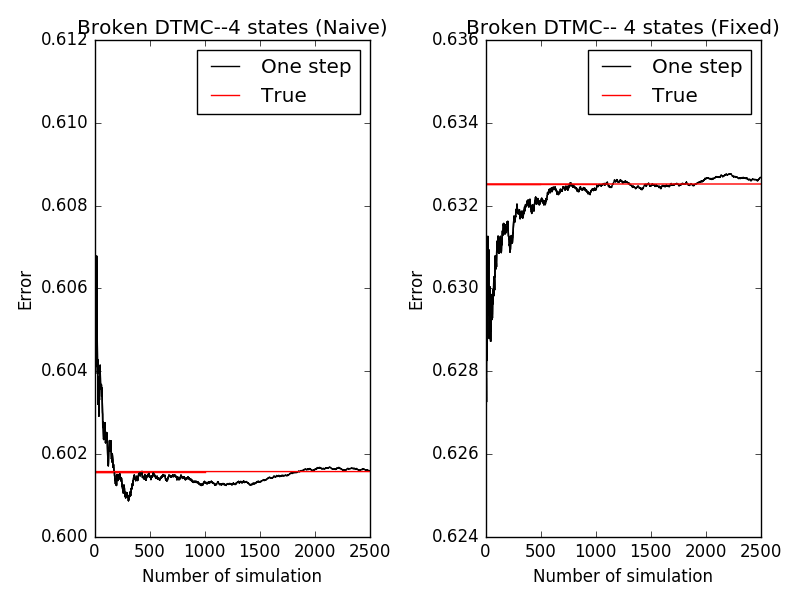 Broken DTMC--4 states (Naive)
One step
True
0.612
0.610
0.608
0.606
0.604
0.602
0.600
Error
0
500
1000
1500
2000
2500
Number of simulation
Broken DTMC-- 4 states (Fixed)
One step
True
0.636
0.634
0.632
0.630
0.628
0.626
0.624
Error
0
500
1000
1500
2000
2500
Number of simulation